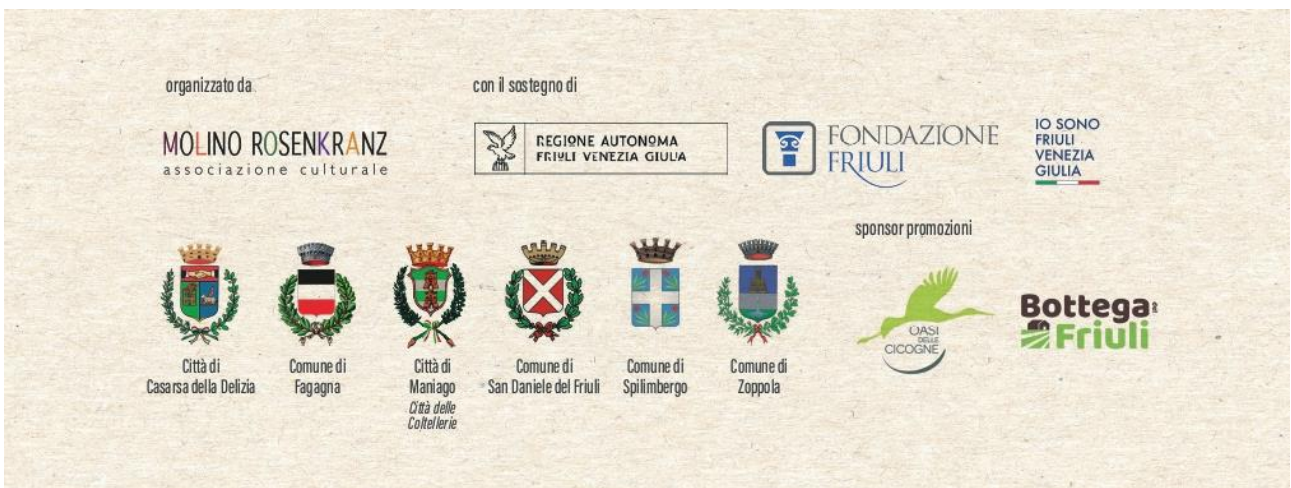 organizzato da
MOLINO ROSENKRANZ
associazione culturale
con il sostegno di
REGIONE AUTONOMA
FRIULI VENEZIA GIULIA
FONDAZIONE
FRIULI
IO SONO
FRIULI
VENEZIA
GIULIA
Città di
Casarsa della Delizia
Comune di
Fagagna
Città di
Maniago
Città delle
Coltellerie
Comune di
San Daniele del Friuli
Comune di
Spilimbergo
Comune di
Zoppola
sponsor promozioni
OASI
DELLE
CICOGNE
Bottega
Friuli